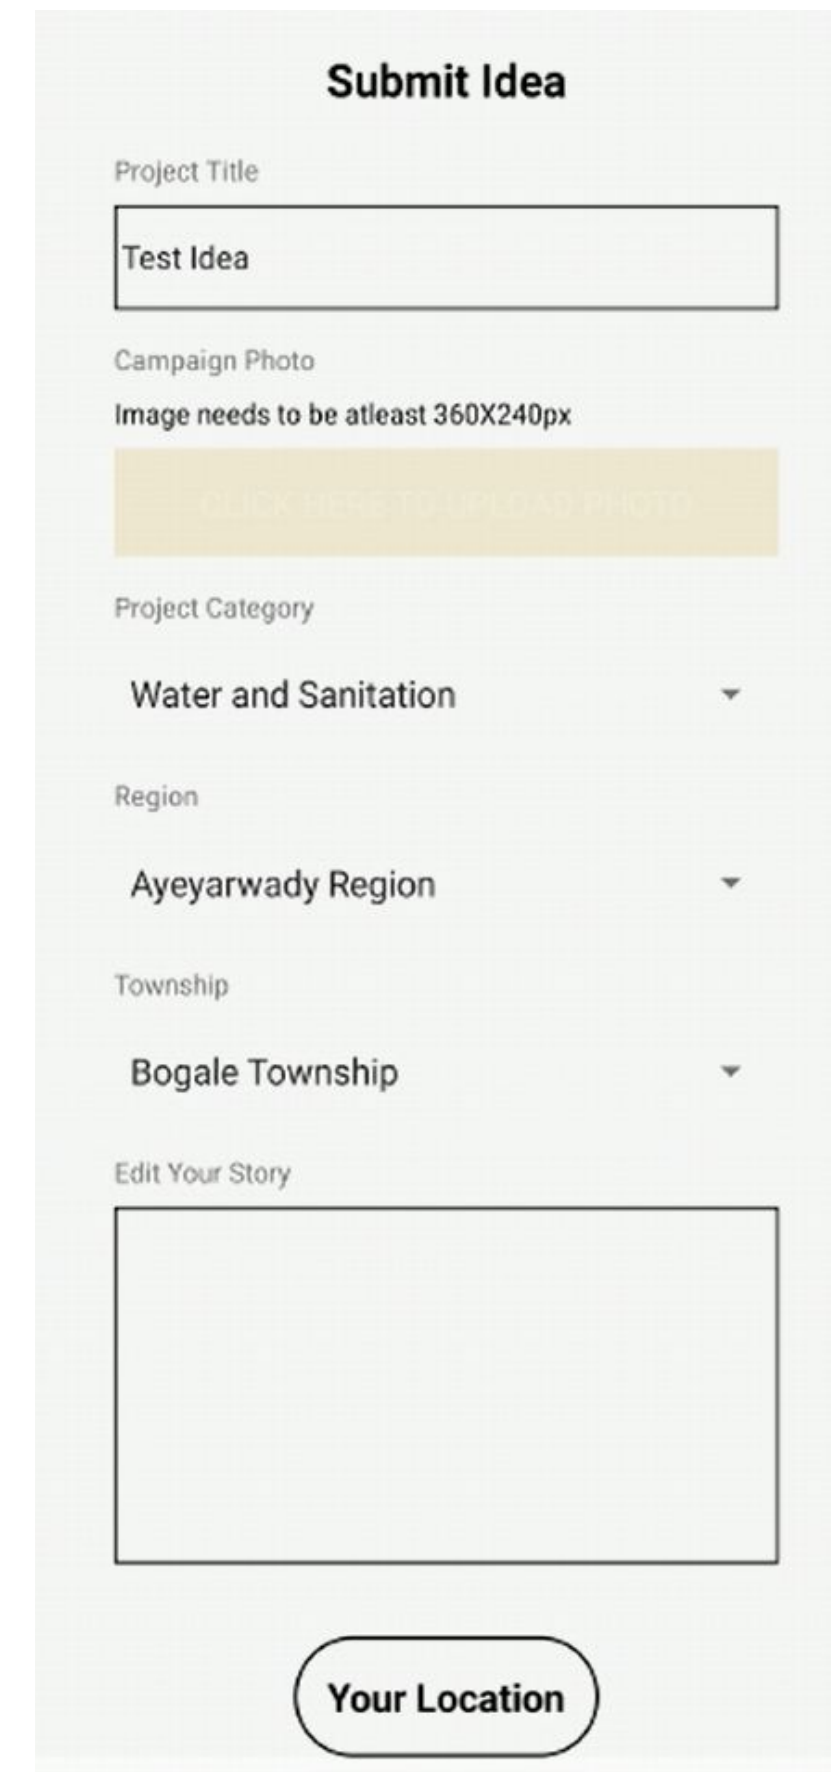 Submit Idea
Project Title
Test Idea
Campaign Photo
Image needs to be atleast 360X240px
CLICK HERE TO UPLOAD PHOTO
Project Category
Water and Sanitation
Region
Ayeyarwady Region
Township
Bogale Township
Edit Your Story
Your Location